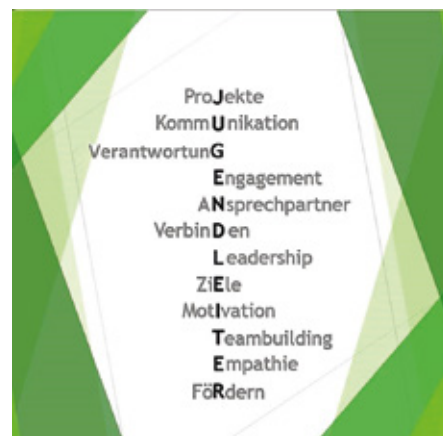 ProJekte
KommUnikation
VerantwortunG
Engagement
ANsprechpartner
VerbinDen
Leadership
ZiEle
MotIvation
Teambuilding
Empathie
FöRdern